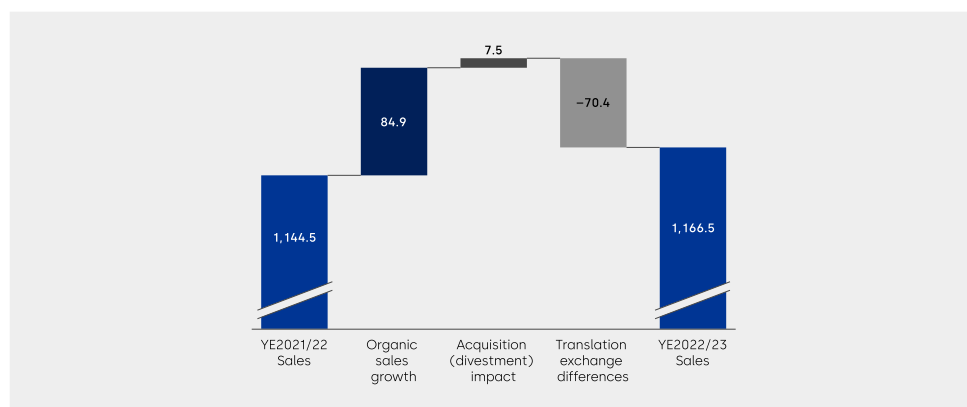 7.5
84.9
−70.4
1,144.5
1,166.5
YE2021/22
Sales
Organic
sales
growth
Acquisition
(divestment)
impact
Translation
exchange
differences
YE2022/23
Sales